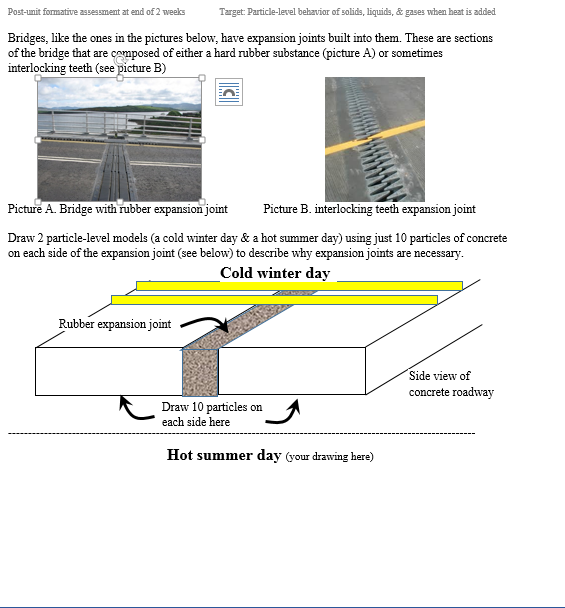 Post-unit formative assessment at end of 2 weeks Target: Particle-level behavior of solids, liquids, & gases when heat is added
Bridges, like the ones in the pictures below, have expansion joints built into them. These are sections
of the bridge that are composed of either a hard rubber substance (picture A) or sometimes
interlocking teeth (see picture B)
Picture A. Bridge with rubber expansion joint Picture B. interlocking teeth expansion joint
Draw 2 particle-level models (a cold winter day & a hot summer day) using just 10 particles of concrete
on each side of the expansion joint (see below) to describe why expansion joints are necessary.
Cold winter day
Rubber expansion joint
Side view of
concrete roadway
Draw 10 particles on
each side here
Hot summer day (your drawing here)